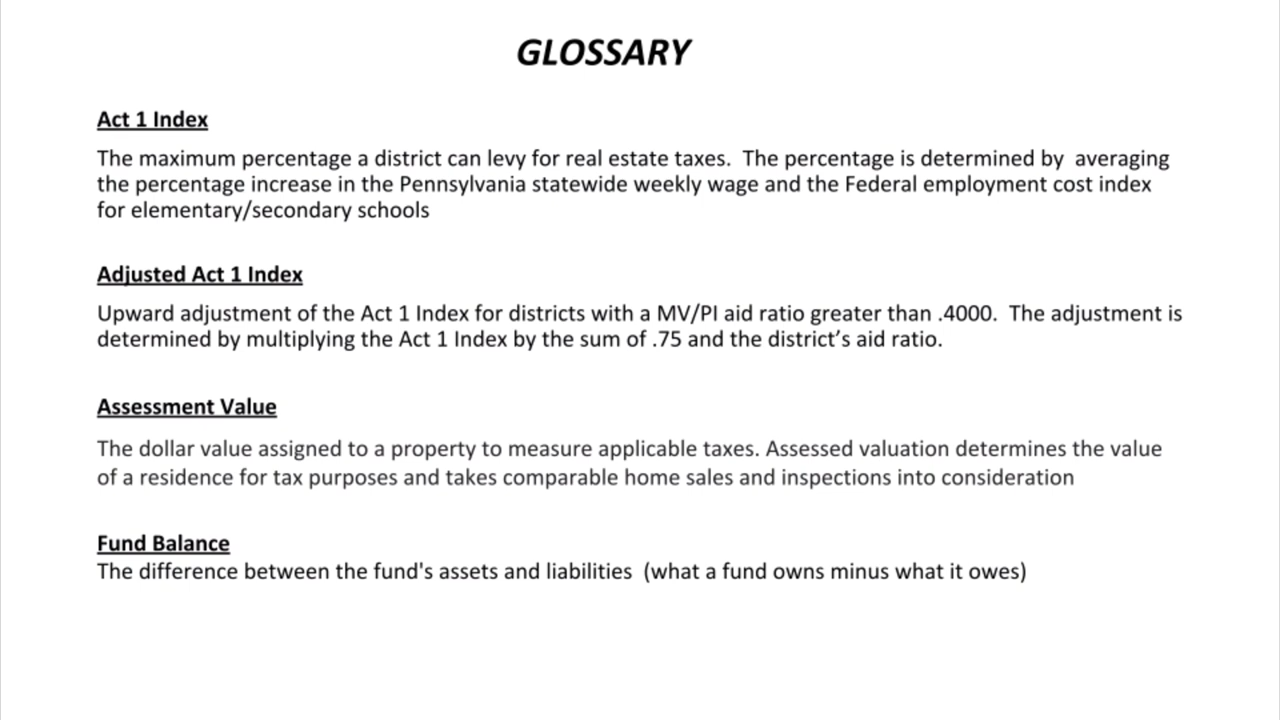 GLOSSARY
Act 1 Index
The maximum percentage a district can levy for real estate taxes.  The percentage is determined by  averaging
the percentage increase in the Pennsylvania statewide weekly wage and the Federal employment cost index
for elementary/secondary schools
Adjusted Act 1 Index
Upward adjustment of the Act 1 Index for districts with a MV/PI aid ratio greater than .4000.  The adjustment is
determined by multiplying the Act 1 Index by the sum of .75 and the district’s aid ratio.
Assessment Value
The dollar value assigned to a property to measure applicable taxes. Assessed valuation determines the value
of a residence for tax purposes and takes comparable home sales and inspections into consideration
Fund Balance
The difference between the fund's assets and liabilities  (what a fund owns minus what it owes)